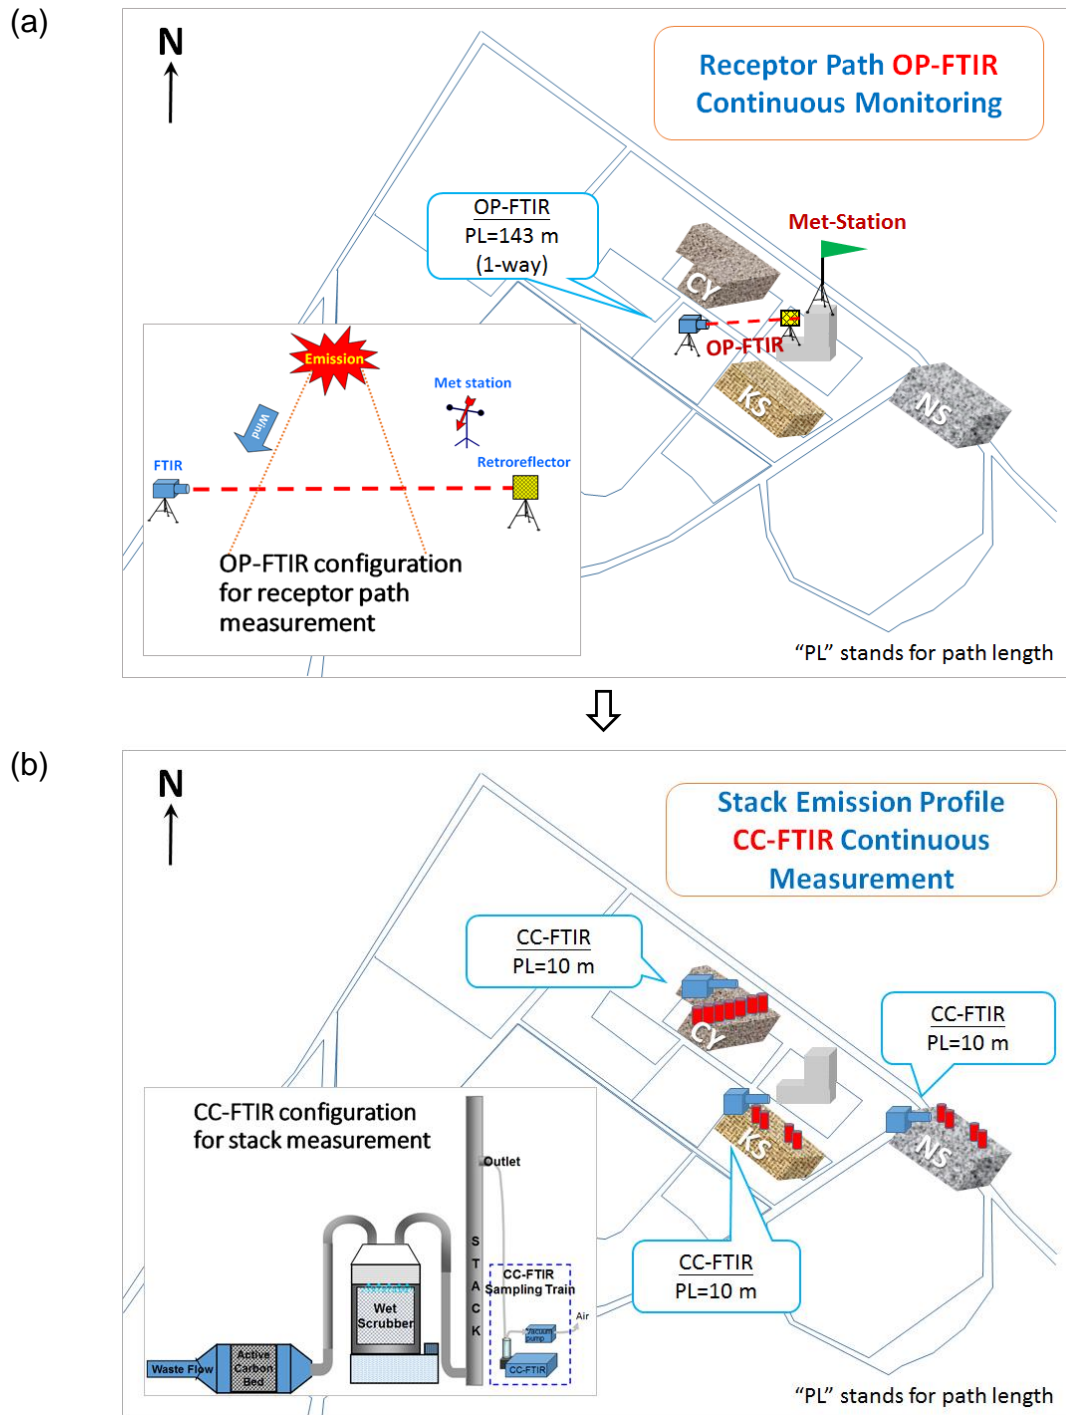 (a)
N
Receptor Path OP-FTIR
Continuous Monitoring
OP-FTIR
PL=143 m
(1-way)
Met-Station
CY
OP-FTIR
KS
NS
Emission
Wind
Met station
FTIR
Retroreflector
OP-FTIR configuration
for receptor path
measurement
“PL” stands for path length
(b)
N
Stack Emission Profile
CC-FTIR Continuous
Measurement
CC-FTIR
PL=10 m
CC-FTIR
PL=10 m
CY
KS
NS
CC-FTIR
PL=10 m
CC-FTIR configuration
for stack measurement
Outlet
STACK
CC-FTIR
Sampling Train
Air
Vacuum
pump
CC-FTIR
Wet
Scrubber
Waste Flow
Active
Carbon
Bed
“PL” stands for path length